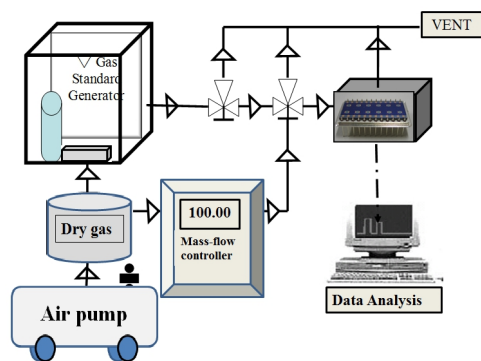 VENT
Gas
Standard
Generator
100.00
Mass-flow
controller
Dry gas
Air pump
Data Analysis